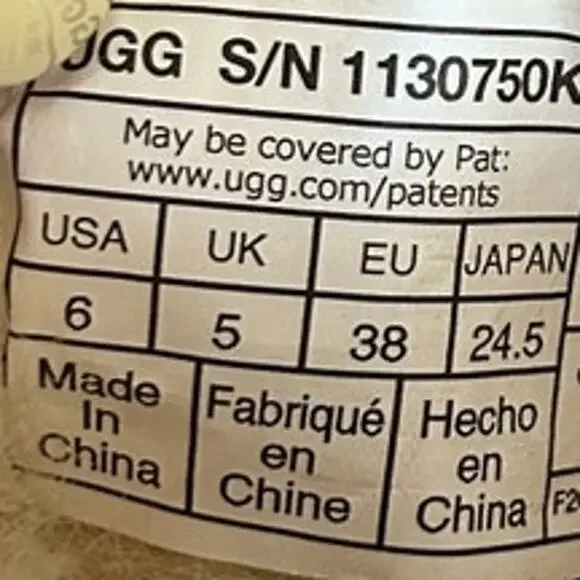 UGG S/N 1130750K
May be covered by Pat:
www.ugg.com/patents
USA UK EU JAPAN
6 5 38 24.5
Made In China
Fabriqué en Chine
Hecho en China